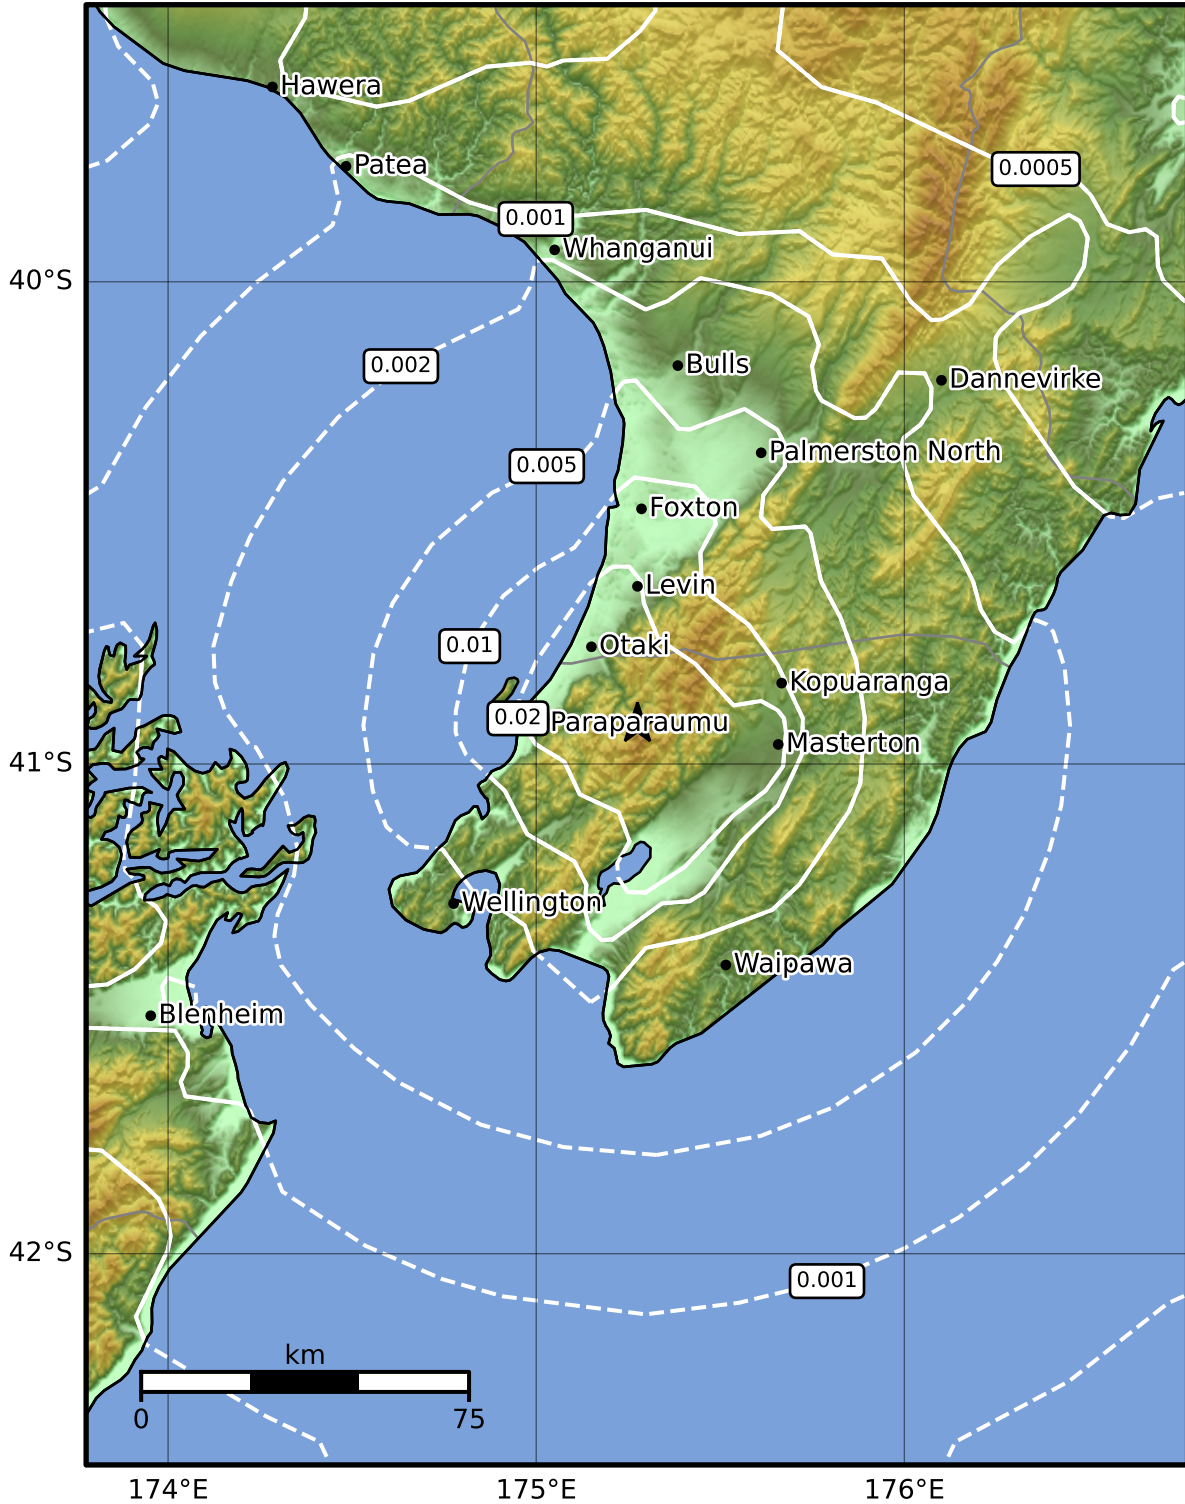 Hawera
Patea
0.0005
0.001
Whanganui
40°S
0.002
Bulls
Dannevirke
Palmerston North
0.005
Foxton
Levin
0.01
Otaki
Kopuaranga
0.02
Paraparaumu
Masterton
41°S
Wellington
Waipawa
Blenheim
42°S
0.001
km
0 75
174°E 175°E 176°E